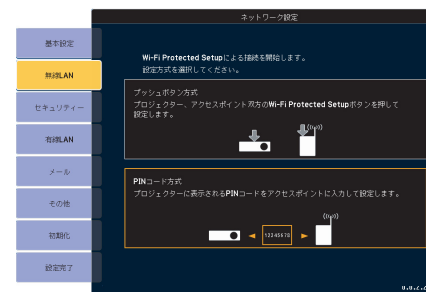 ネットワーク設定
基本設定
無線LAN
セキュリティー
有線LAN
メール
その他
初期化
設定完了
Wi-Fi Protected Setupによる接続を開始します。
設定方式を選択してください。
プッシュボタン方式
プロジェクター、アクセスポイント双方のWi-Fi Protected Setupボタンを押して
設定します。
PINコード方式
プロジェクターに表示されるPINコードをアクセスポイントに入力して設定します。
12345678